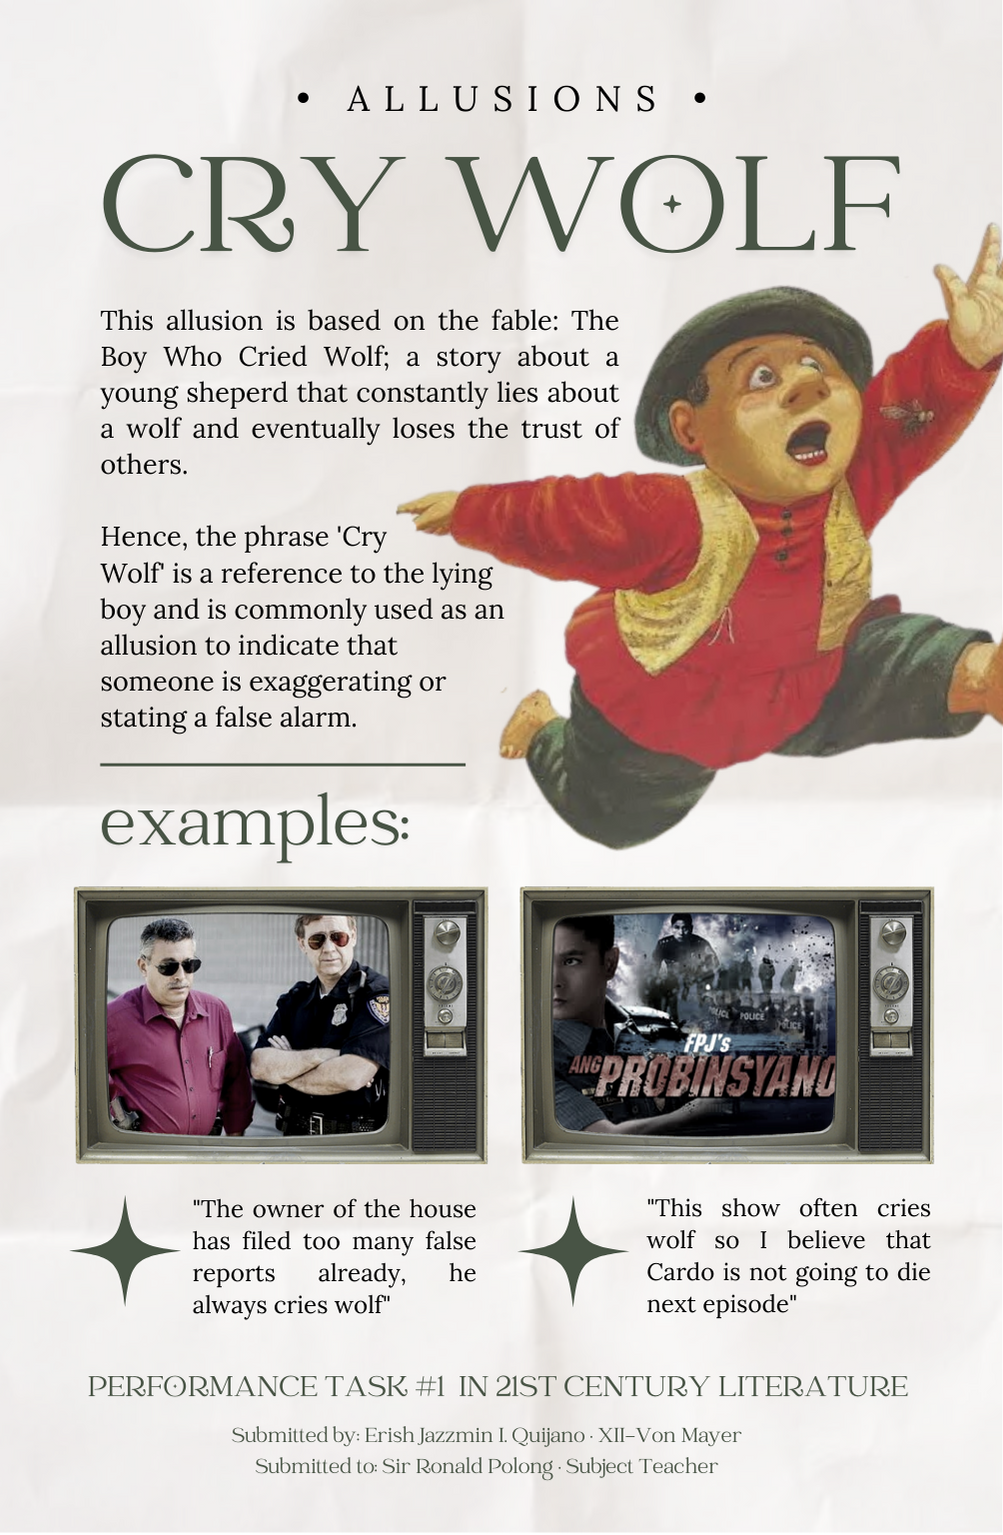 • ALLUSIONS •
CRY WOLF
This allusion is based on the fable: The
Boy Who Cried Wolf; a story about a
young sheperd that constantly lies about
a wolf and eventually loses the trust of
others.
Hence, the phrase 'Cry
Wolf' is a reference to the lying
boy and is commonly used as an
allusion to indicate that
someone is exaggerating or
stating a false alarm.
examples:
POLICE
POLICE
POLICE
FPJ's
ANG PROBINSYANO
"The owner of the house
has filed too many false
reports already, he
always cries wolf"
"This show often cries
wolf so I believe that
Cardo is not going to die
next episode"
PERFORMANCE TASK #1 IN 21ST CENTURY LITERATURE
Submitted by: Erish Jazzmin I. Quijano · XII-Von Mayer
Submitted to: Sir Ronald Polong · Subject Teacher